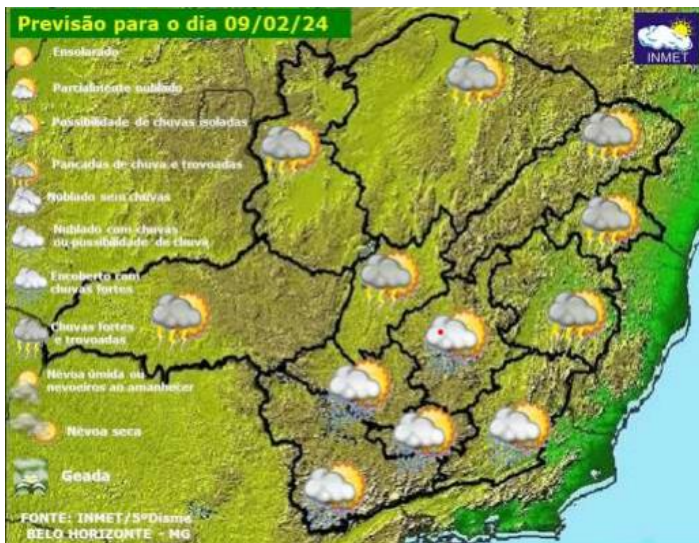 Previsão para o dia 09/02/24
INMET
Ensolarado
Parcialmente nublado
Possibilidade de chuvas isoladas
Pancadas de chuva e trovoadas
Nublado sem chuvas
Nublado com chuvas
ou possibilidade de chuva
Encoberto com
chuvas fortes
Chuvas fortes
e trovoadas
Névoa úmida ou
nevoeiros ao amanhecer
Névoa seca
Geada
FONTE: INMET/5ºDisme
BELO HORIZONTE - MG